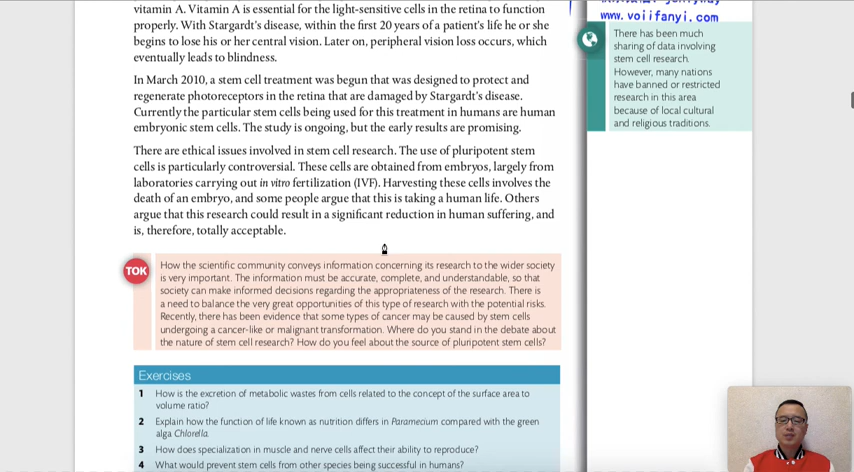 vitamin A. Vitamin A is essential for the light-sensitive cells in the retina to function
properly. With Stargardt's disease, within the first 20 years of a patient's life he or she
begins to lose his or her central vision. Later on, peripheral vision loss occurs, which
eventually leads to blindness.
In March 2010, a stem cell treatment was begun that was designed to protect and
regenerate photoreceptors in the retina that are damaged by Stargardt's disease.
Currently the particular stem cells being used for this treatment in humans are human
embryonic stem cells. The study is ongoing, but the early results are promising.
There are ethical issues involved in stem cell research. The use of pluripotent stem
cells is particularly controversial. These cells are obtained from embryos, largely from
laboratories carrying out in vitro fertilization (IVF). Harvesting these cells involves the
death of an embryo, and some people argue that this is taking a human life. Others
argue that this research could result in a significant reduction in human suffering, and
is, therefore, totally acceptable.
TOK
How the scientific community conveys information concerning its research to the wider society
is very important. The information must be accurate, complete, and understandable, so that
society can make informed decisions regarding the appropriateness of the research. There is
a need to balance the very great opportunities of this type of research with the potential risks.
Recently, there has been evidence that some types of cancer may be caused by stem cells
undergoing a cancer-like or malignant transformation. Where do you stand in the debate about
the nature of stem cell research? How do you feel about the source of pluripotent stem cells?
Exercises
1 How is the excretion of metabolic wastes from cells related to the concept of the surface area to
volume ratio?
2 Explain how the function of life known as nutrition differs in Paramecium compared with the green
alga Chlorella.
3 How does specialization in muscle and nerve cells affect their ability to reproduce?
4 What would prevent stem cells from other species being successful in humans?
www.voiifanyi.com
There has been much
sharing of data involving
stem cell research.
However, many nations
have banned or restricted
research in this area
because of local cultural
and religious traditions.